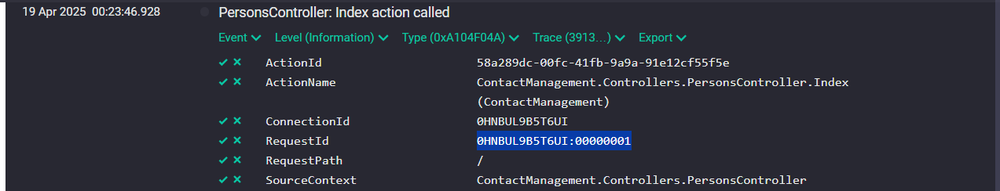 19 Apr 2025 00:23:46.928 PersonsController: Index action called
Event Level (Information) Type (0xA104F04A) Trace (3913...) Export
ActionId 58a289dc-00fc-41fb-9a9a-91e12cf55f5e
ActionName ContactManagement.Controllers.PersonsController.Index
(ContactManagement)
ConnectionId 0HNBUL9B5T6UI
RequestId 0HNBUL9B5T6UI:00000001
RequestPath /
SourceContext ContactManagement.Controllers.PersonsController